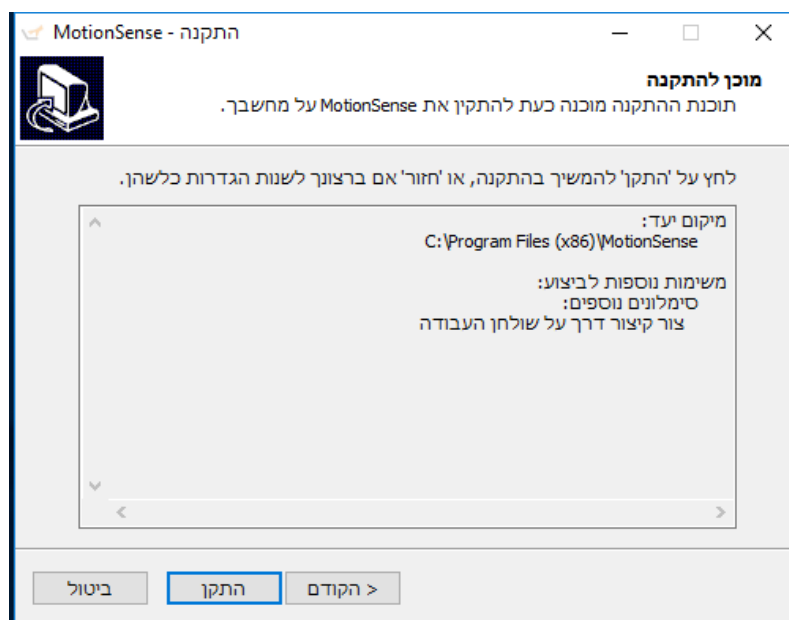 התקנה - MotionSense
מוכן להתקנה
תוכנת ההתקנה מוכנה כעת להתקין את MotionSense על מחשבך.
לחץ על 'התקן' להמשיך בהתקנה, או 'חזור' אם ברצונך לשנות הגדרות כלשהן.
מיקום יעד:
C:\Program Files (x86)\MotionSense
משימות נוספות לביצוע:
סימלונים נוספים:
צור קיצור דרך על שולחן העבודה
< הקודם
התקן
ביטול